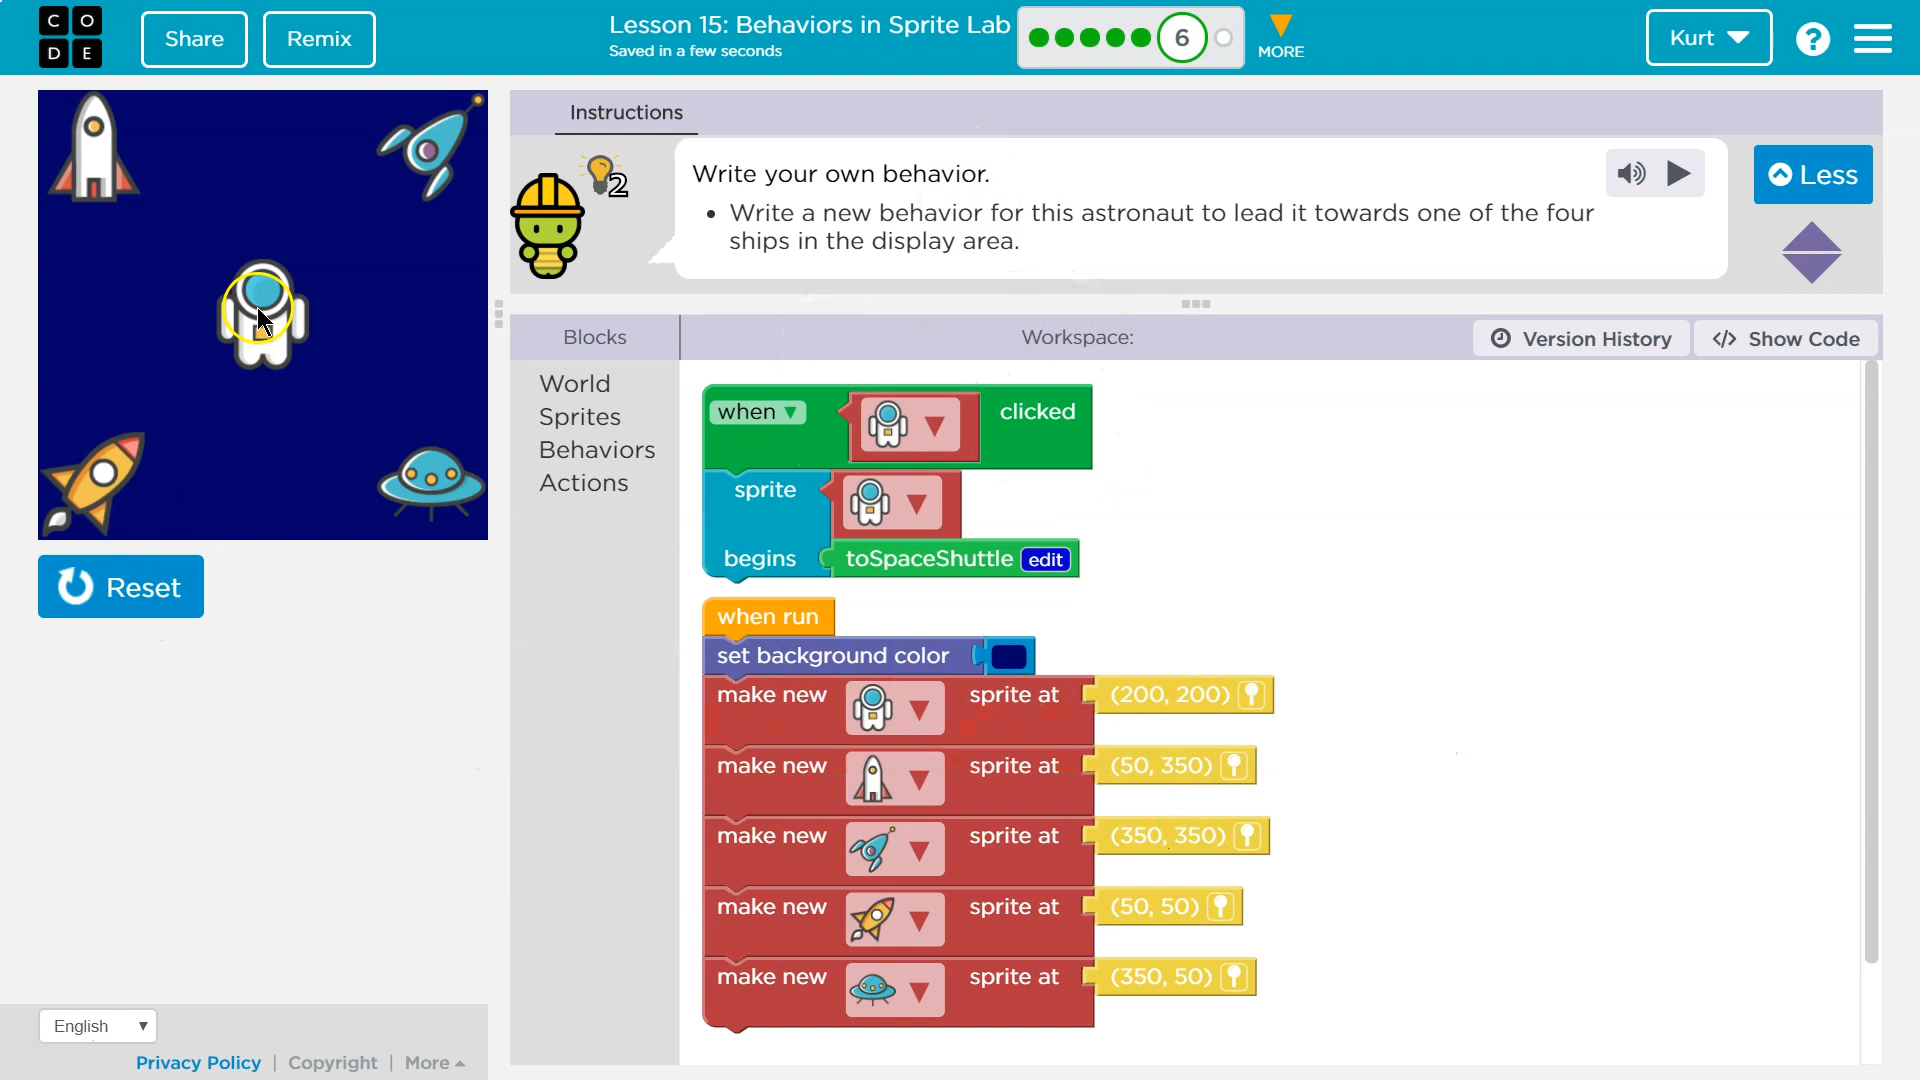 C O
D E
Share
Remix
Lesson 15: Behaviors in Sprite Lab
Saved in a few seconds
6
MORE
Kurt
?
Instructions
2
Write your own behavior.
• Write a new behavior for this astronaut to lead it towards one of the four
ships in the display area.
Less
Blocks
Workspace:
Version History
</> Show Code
World
Sprites
Behaviors
Actions
when clicked
sprite
begins toSpaceShuttle edit
when run
set background color
make new sprite at (200, 200)
make new sprite at (50, 350)
make new sprite at (350, 350)
make new sprite at (50, 50)
make new sprite at (350, 50)
Reset
English
Privacy Policy | Copyright | More